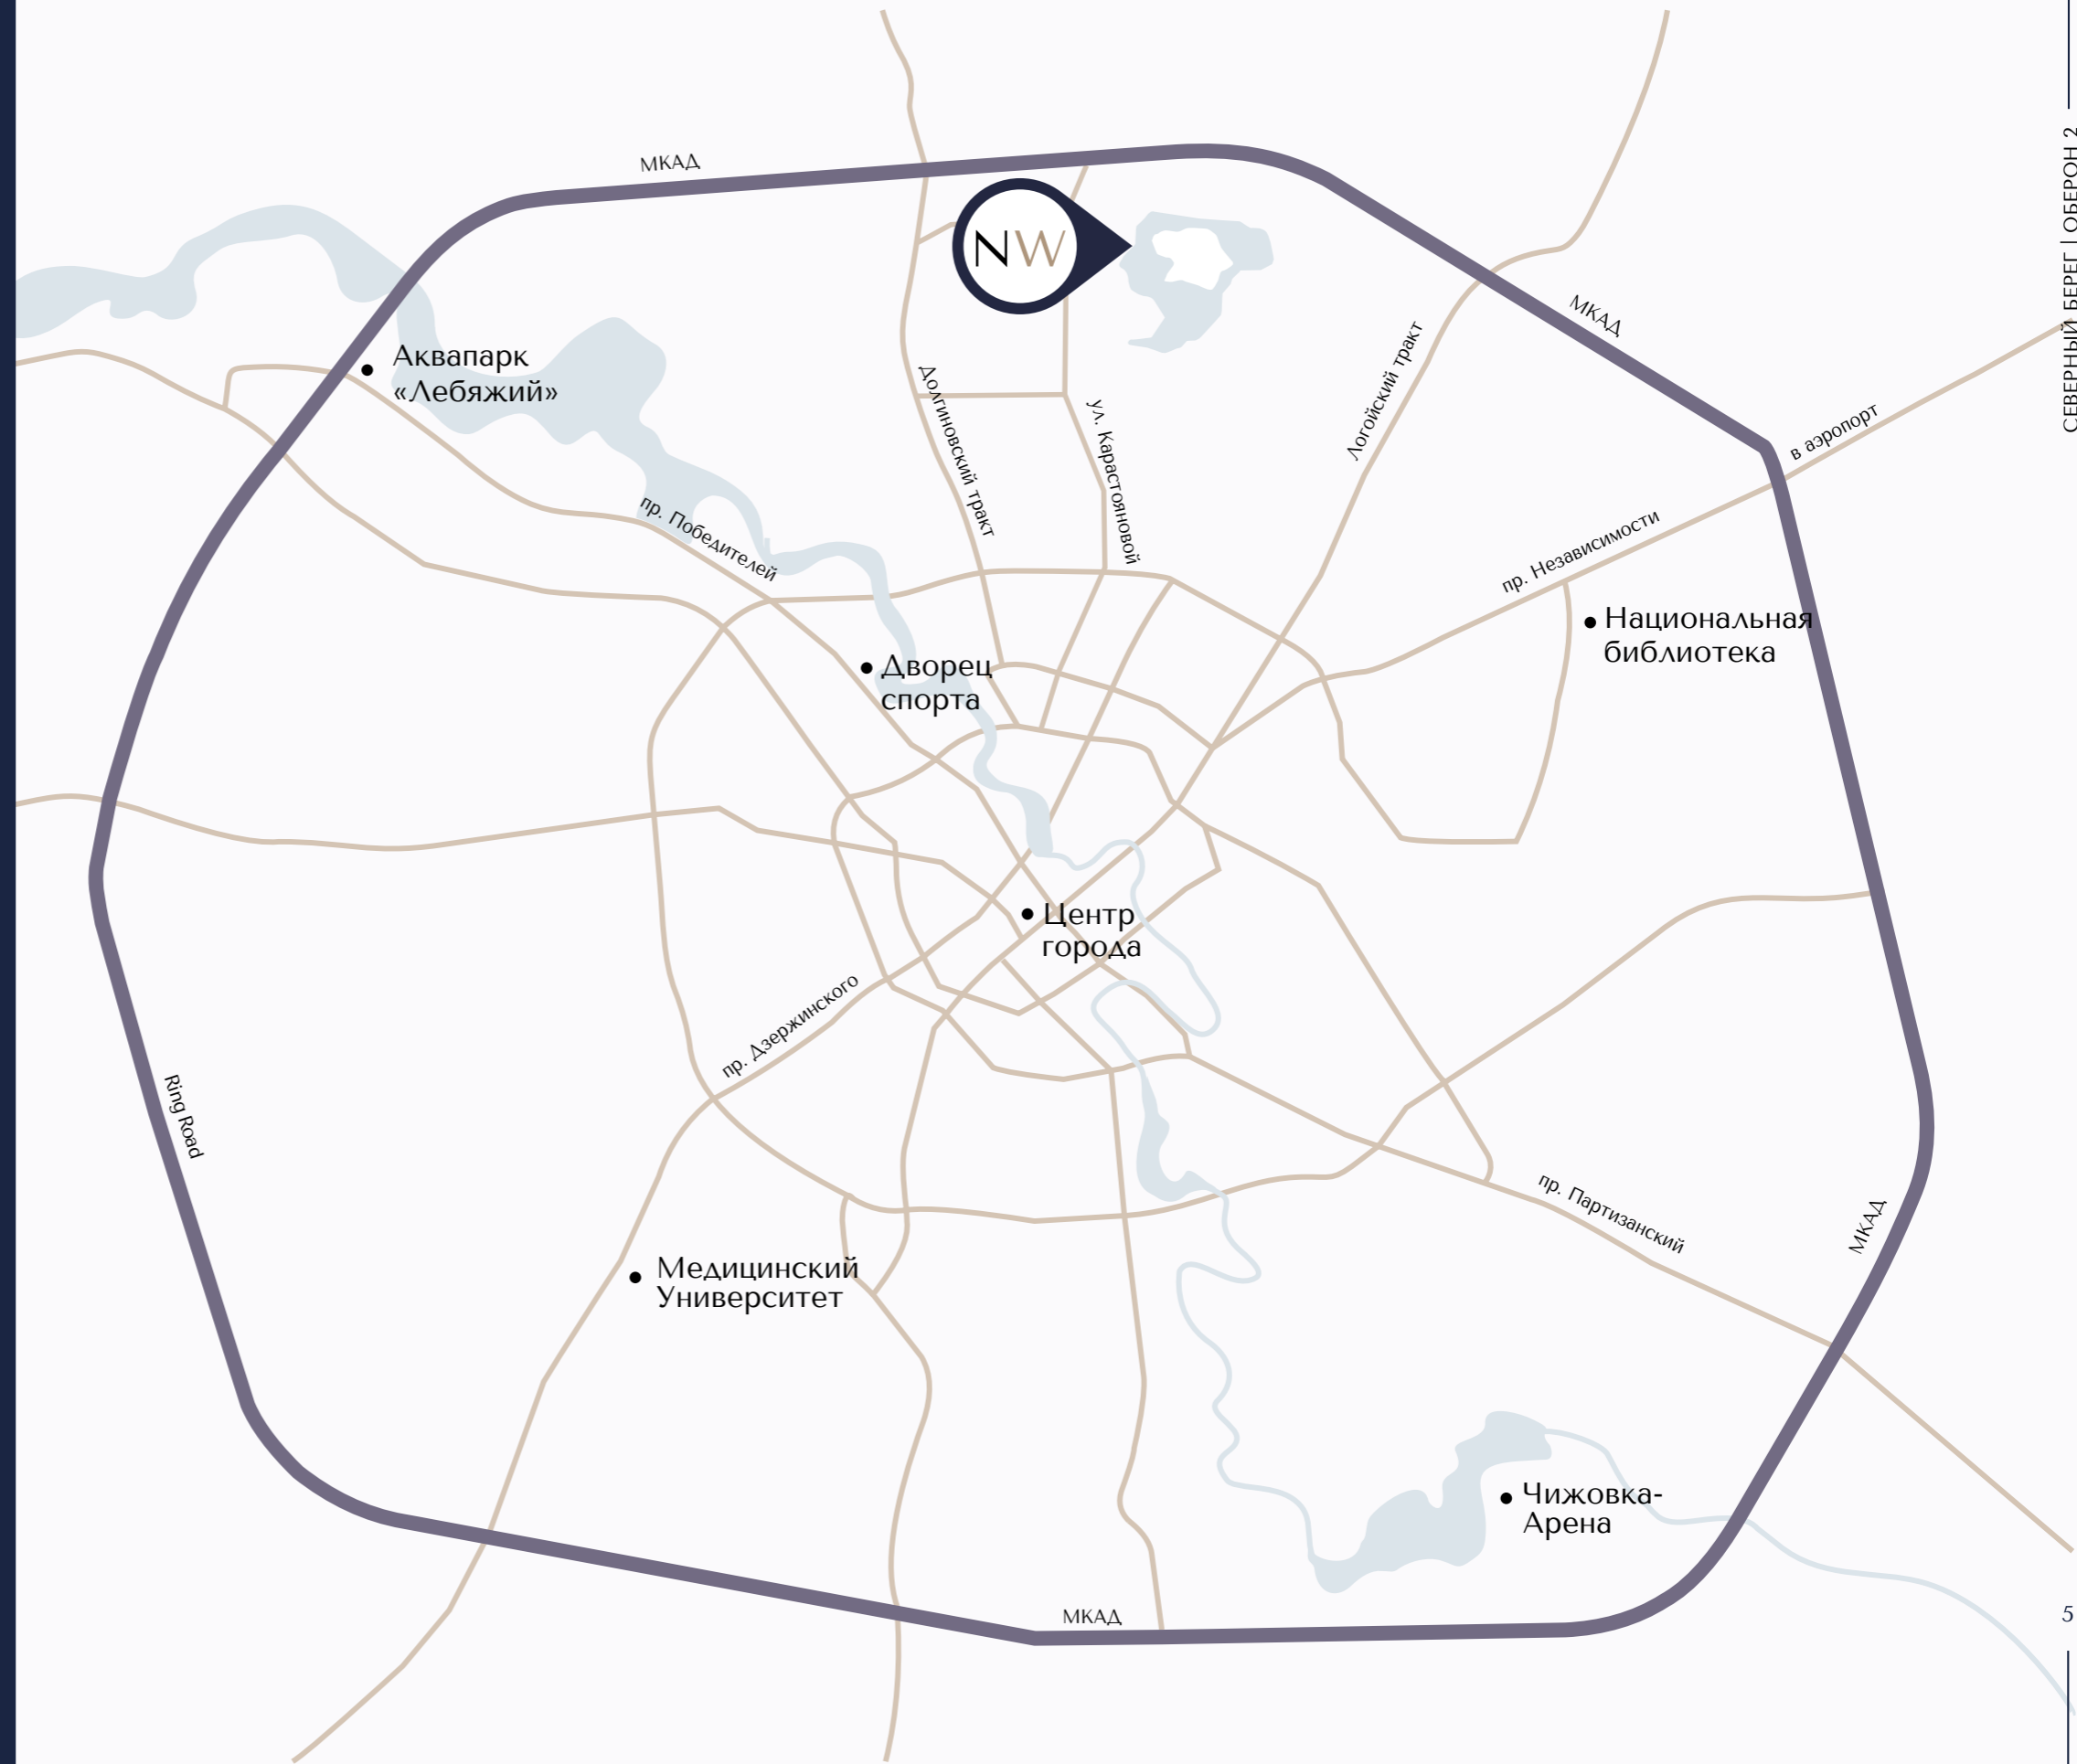 МКАД
NW
МКАД
Аквапарк
«Лебяжий»
Долгиновский тракт
ул. Карастояновой
Логойский тракт
в аэропорт
СЕВЕРНЫЙ БЕРЕГ | ОБЕРОН 2
пр. Победителей
пр. Независимости
Национальная
библиотека
Дворец
спорта
Центр
города
пр. Дзержинского
Ring Road
пр. Партизанский
МКАД
Медицинский
Университет
Чижовка-
Арена
МКАД
5